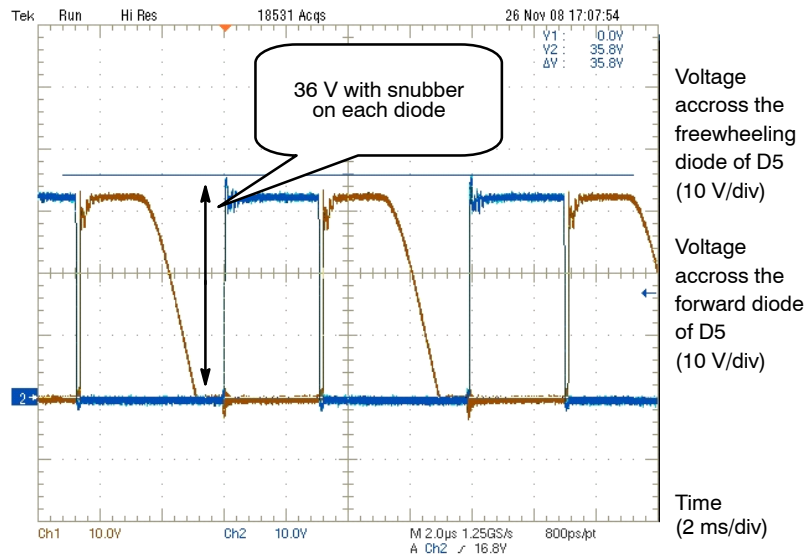 Tek Run Hi Res 18531 Acqs 26 Nov 08 17:07:54
V1 : 0.0V
V2 : 35.8V
ΔV : 35.8V
36 V with snubber
on each diode
Voltage
accross the
freewheeling
diode of D5
(10 V/div)
Voltage
accross the
forward diode
of D5
(10 V/div)
2
Time
(2 ms/div)
Ch1 10.0V Ch2 10.0V M 2.0µs 1.25GS/s 800ps/pt
A Ch2 ∕ 16.8V